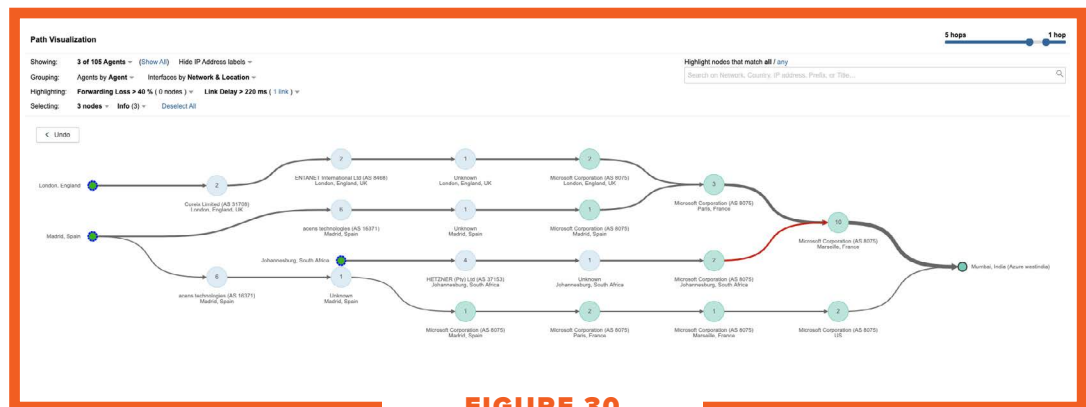 Path Visualization
5 hops
1 hop
Showing: 3 of 105 Agents (Show All) Hide IP Address labels
Grouping: Agents by Agent Interfaces by Network & Location
Highlighting: Forwarding Loss > 40 % ( 0 nodes ) Link Delay > 220 ms ( 1 link )
Selecting: 3 nodes Info (3) Deselect All
Highlight nodes that match all / any
Search on Network, Country, IP address, Prefix, or Title...
< Undo
London, England
2
2
ENTANET International Ltd (AS 8468)
London, England, UK
1
Unknown
London, England, UK
2
Microsoft Corporation (AS 8075)
London, England, UK
London, England, UK
3
Microsoft Corporation (AS 8075)
Paris, France
Madrid, Spain
6
acens technologies (AS 16371)
Madrid, Spain
1
Unknown
Madrid, Spain
1
Microsoft Corporation (AS 8075)
Madrid, Spain
10
Microsoft Corporation (AS 8075)
Marseille, France
Johannesburg, South Africa
4
HETZNER (Pty) Ltd (AS 37153)
Johannesburg, South Africa
1
Unknown
Johannesburg, South Africa
2
Microsoft Corporation (AS 8075)
Johannesburg, South Africa
Mumbai, India (Azure westindia)
6
acens technologies (AS 16371)
Madrid, Spain
1
Unknown
Madrid, Spain
1
Microsoft Corporation (AS 8075)
Madrid, Spain
2
Microsoft Corporation (AS 8075)
Paris, France
1
Microsoft Corporation (AS 8075)
Marseille, France
2
Microsoft Corporation (AS 8075)
US
FIGURE 30